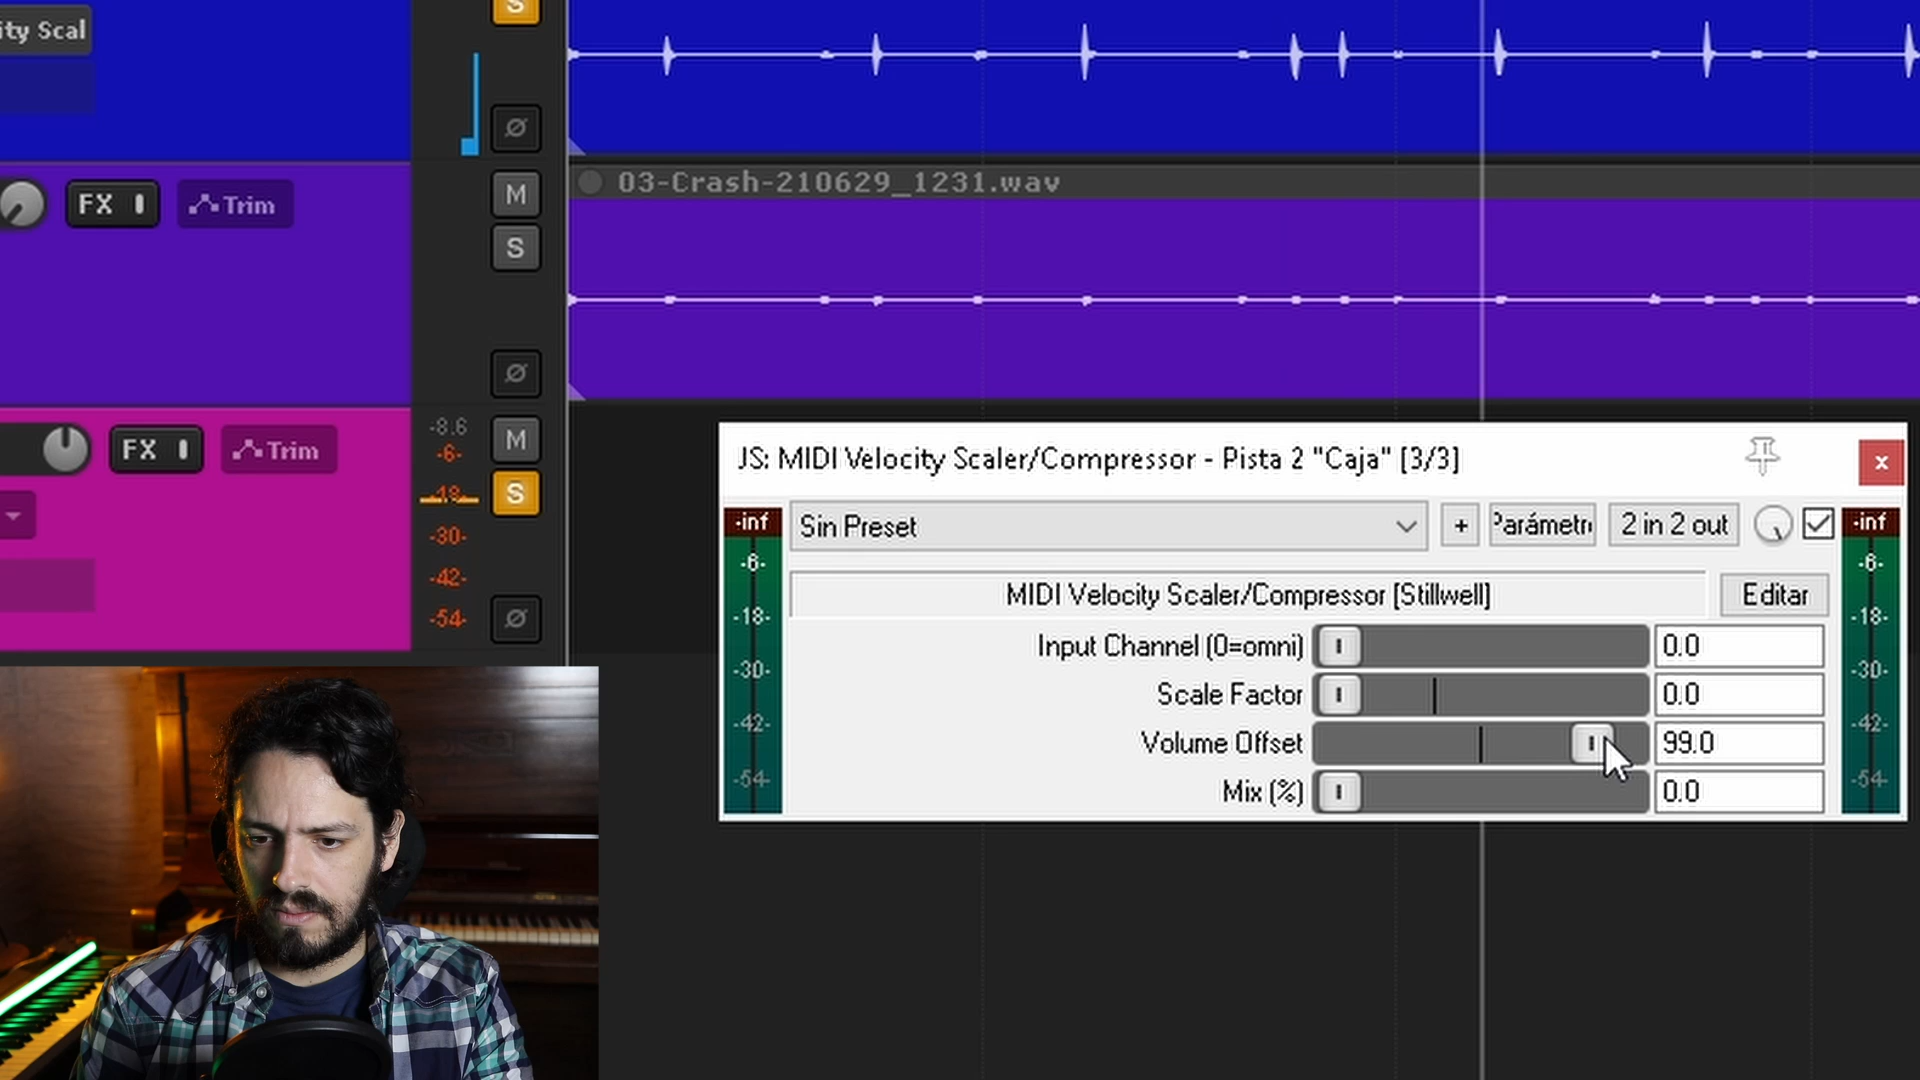 S
ity Scal
Ø
03-Crash-210629_1231.wav
FX
Trim
M
S
Ø
FX
Trim
-8.6
-6-
-18-
-30-
-42-
-54-
M
S
Ø
JS: MIDI Velocity Scaler/Compressor - Pista 2 "Caja" [3/3]
x
-inf
Sin Preset
+
Parámetr
2 in 2 out
-inf
-6-
-18-
-30-
-42-
-54-
MIDI Velocity Scaler/Compressor [Stillwell]
Editar
Input Channel (0=omni)
0.0
Scale Factor
0.0
Volume Offset
99.0
Mix (%)
0.0
-6-
-18-
-30-
-42-
-54-